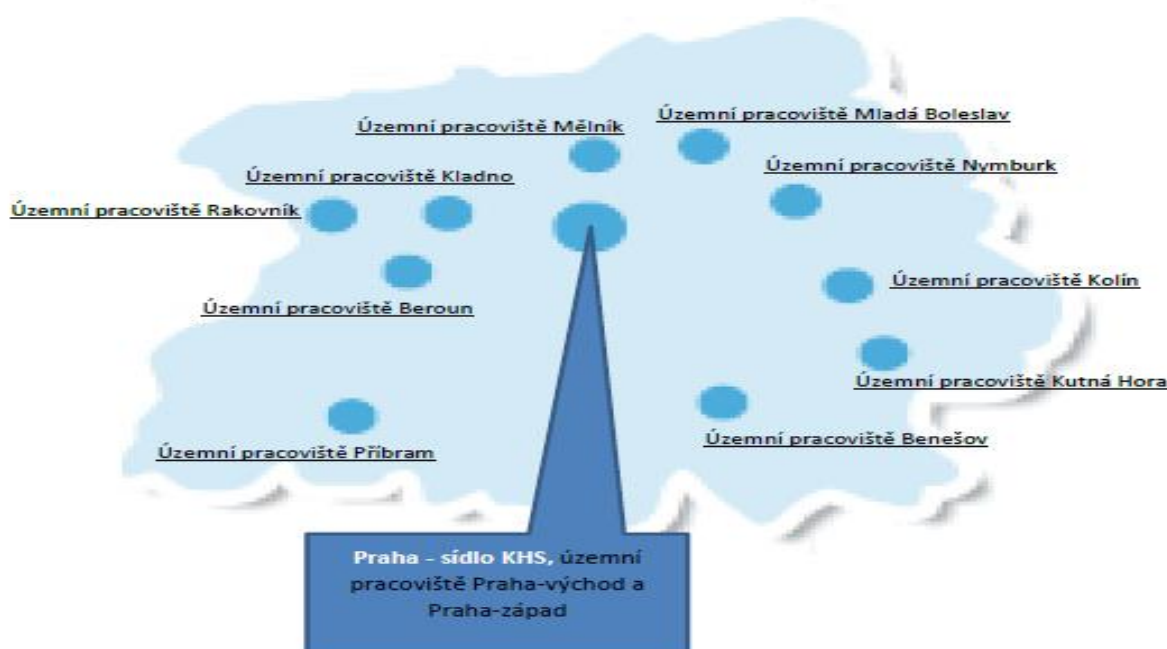 Územní pracoviště Mladá Boleslav
Územní pracoviště Mělník
Územní pracoviště Nymburk
Územní pracoviště Kladno
Územní pracoviště Rakovník
Územní pracoviště Kolín
Územní pracoviště Beroun
Územní pracoviště Kutná Hora
Územní pracoviště Benešov
Územní pracoviště Příbram
Praha - sídlo KHS, územní
pracoviště Praha-východ a
Praha-západ